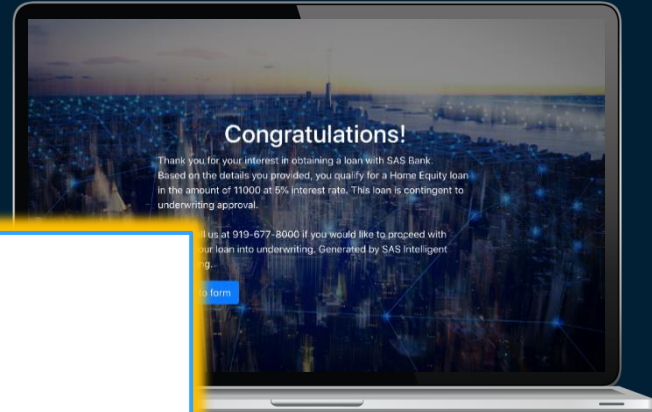 Congratulations!
Thank you for your interest in obtaining a loan with SAS Bank.
Based on the details you provided, you qualify for a Home Equity loan
in the amount of 11000 at 5% interest rate. This loan is contingent to
underwriting approval.
us at 919-677-8000 if you would like to proceed with
loan into underwriting. Generated by SAS Intelligent
to form